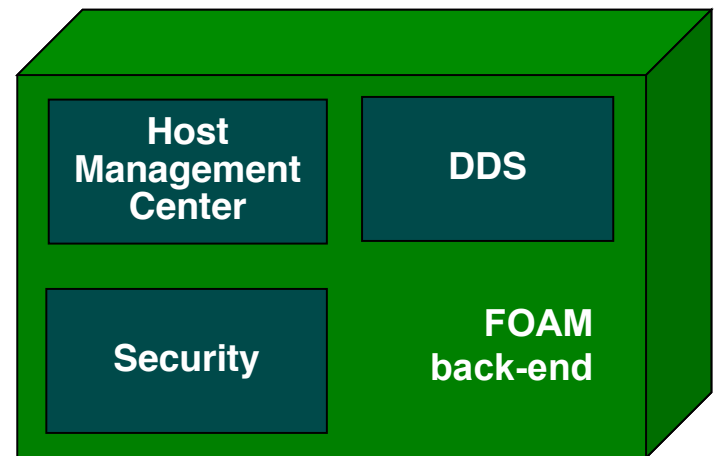 Host
Management
Center
DDS
Security
FOAM
back-end